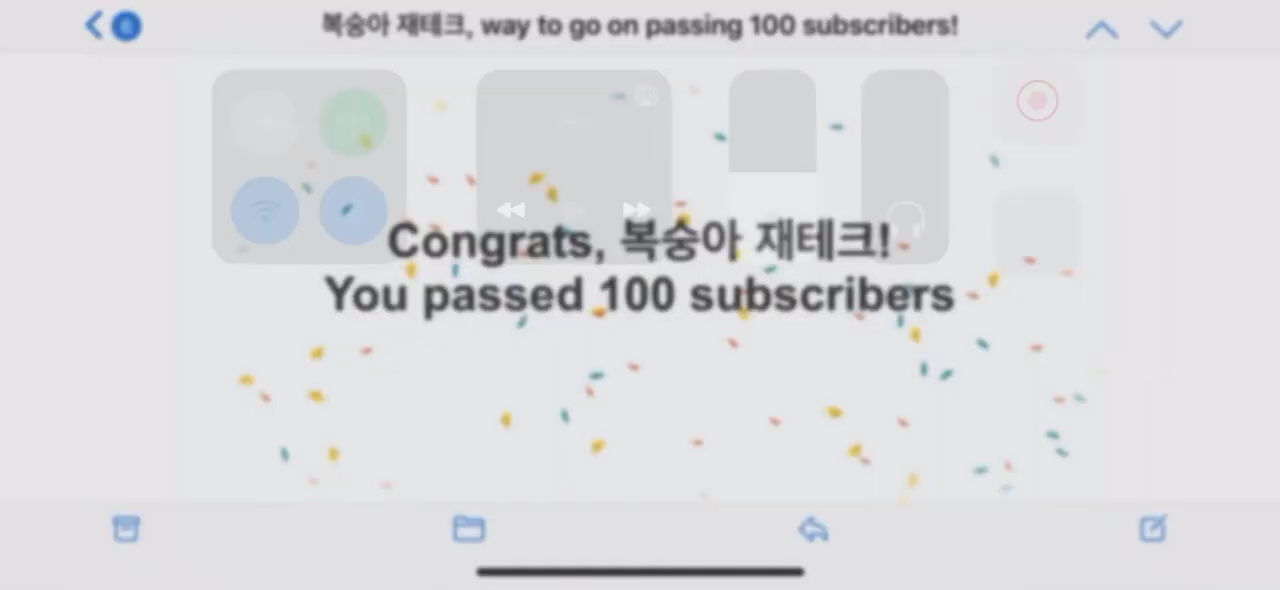 복숭아 재테크, way to go on passing 100 subscribers!
Congrats, 복숭아 재테크!
You passed 100 subscribers